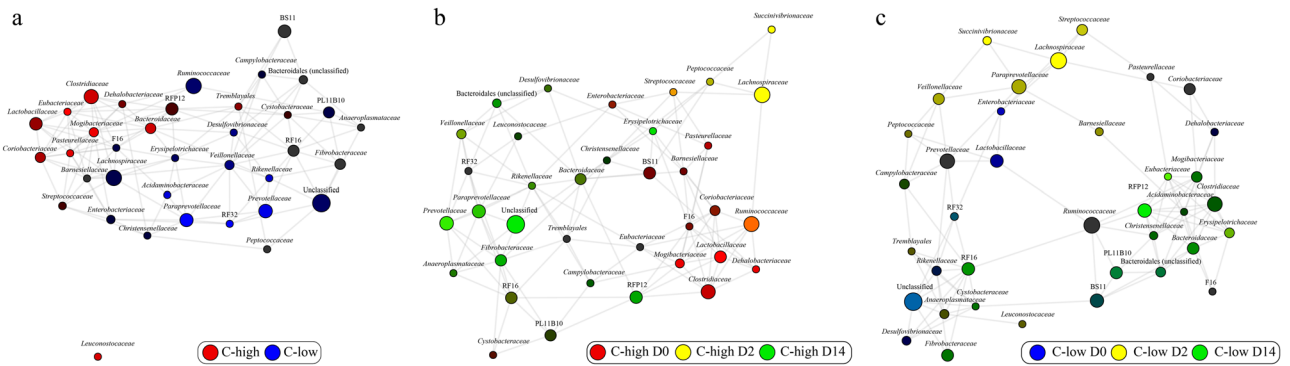 a
BS11
Campylobacteraceae
Ruminococcaceae
Bacteroidales (unclassified)
Clostridiaceae
Dehalobacteriaceae
RFP12
Tremblayales
PL11B10
Eubacteriaceae
Cystobacteraceae
Lactobacillaceae
Anaeroplasmataceae
Mogibacteriaceae
Bacteroidaceae
Desulfovibrionaceae
Pasteurellaceae
F16
RF16
Coriobacteriaceae
Erysipelotrichaceae
Lachnospiraceae
Veillonellaceae
Fibrobacteraceae
Barnesiellaceae
Rikenellaceae
Acidaminobacteraceae
Unclassified
Streptococcaceae
Prevotellaceae
Paraprevotellaceae
Enterobacteriaceae
RF32
Christensenellaceae
Peptococcaceae
Leuconostocaceae
C-high
C-low
b
Succinivibrionaceae
Peptococcaceae
Desulfovibrionaceae
Streptococcaceae
Lachnospiraceae
Bacteroidales (unclassified)
Enterobacteriaceae
Veillonellaceae
Leuconostocaceae
Erysipelotrichaceae
Pasteurellaceae
Christensenellaceae
RF32
BS11
Barnesiellaceae
Rikenellaceae
Bacteroidaceae
Paraprevotellaceae
Coriobacteriaceae
Prevotellaceae
Unclassified
F16
Ruminococcaceae
Tremblayales
Eubacteriaceae
Fibrobacteraceae
Lactobacillaceae
Mogibacteriaceae
Anaeroplasmataceae
Dehalobacteriaceae
Campylobacteraceae
Clostridiaceae
RF16
RFP12
PL11B10
Cystobacteraceae
C-high D0
C-high D2
C-high D14
c
Streptococcaceae
Succinivibrionaceae
Lachnospiraceae
Pasteurellaceae
Paraprevotellaceae
Coriobacteriaceae
Veillonellaceae
Enterobacteriaceae
Peptococcaceae
Barnesiellaceae
Dehalobacteriaceae
Prevotellaceae
Lactobacillaceae
Mogibacteriaceae
Campylobacteraceae
Eubacteriaceae
Clostridiaceae
RFP12
Acidaminobacteraceae
RF32
Ruminococcaceae
Christensenellaceae
Erysipelotrichaceae
Tremblayales
Bacteroidaceae
Rikenellaceae
RF16
PL11B10
Bacteroidales (unclassified)
Unclassified
Anaeroplasmataceae
Cystobacteraceae
BS11
F16
Leuconostocaceae
Desulfovibrionaceae
Fibrobacteraceae
C-low D0
C-low D2
C-low D14